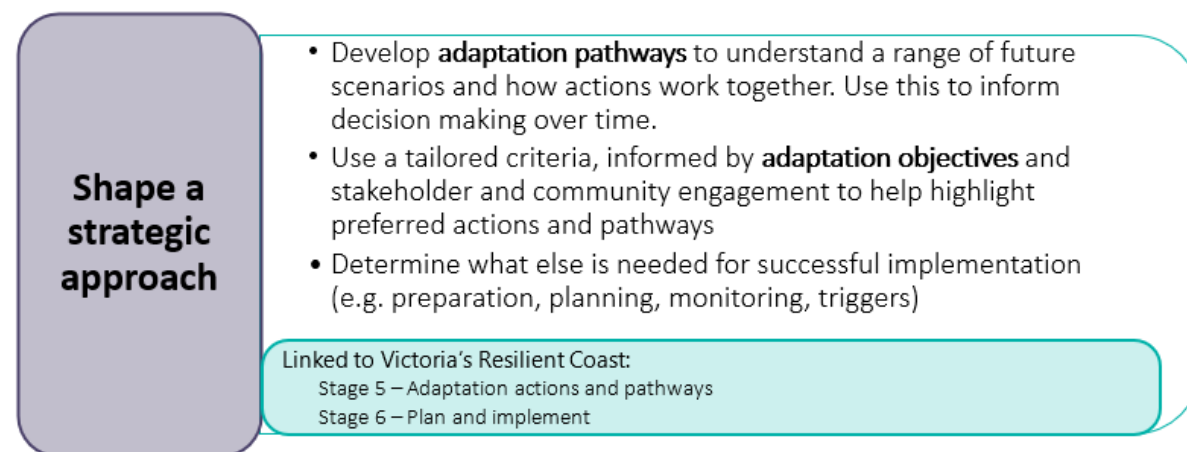 Shape a
strategic
approach
• Develop adaptation pathways to understand a range of future
scenarios and how actions work together. Use this to inform
decision making over time.
• Use a tailored criteria, informed by adaptation objectives and
stakeholder and community engagement to help highlight
preferred actions and pathways
• Determine what else is needed for successful implementation
(e.g. preparation, planning, monitoring, triggers)
Linked to Victoria's Resilient Coast:
Stage 5 – Adaptation actions and pathways
Stage 6 – Plan and implement